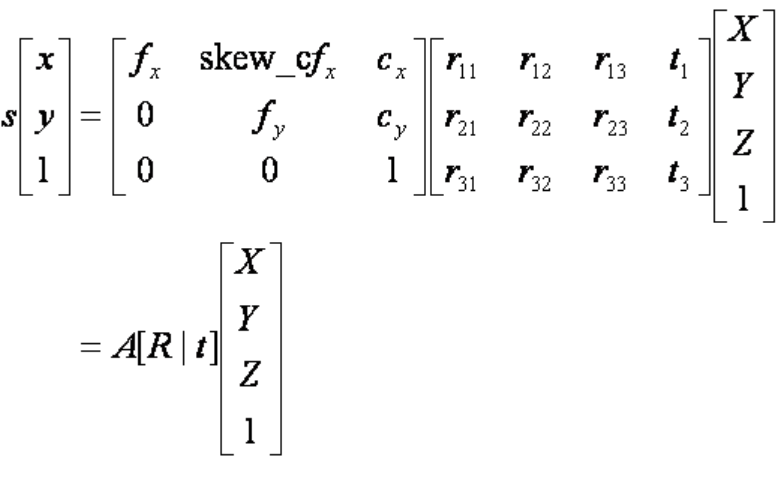 s[x y 1] = [f_x skew_cf_x c_x; 0 f_y c_y; 0 0 1][r_11 r_12 r_13 t_1; r_21 r_22 r_23 t_2; r_31 r_32 r_33 t_3][X Y Z 1]
= A[R | t][X Y Z 1]